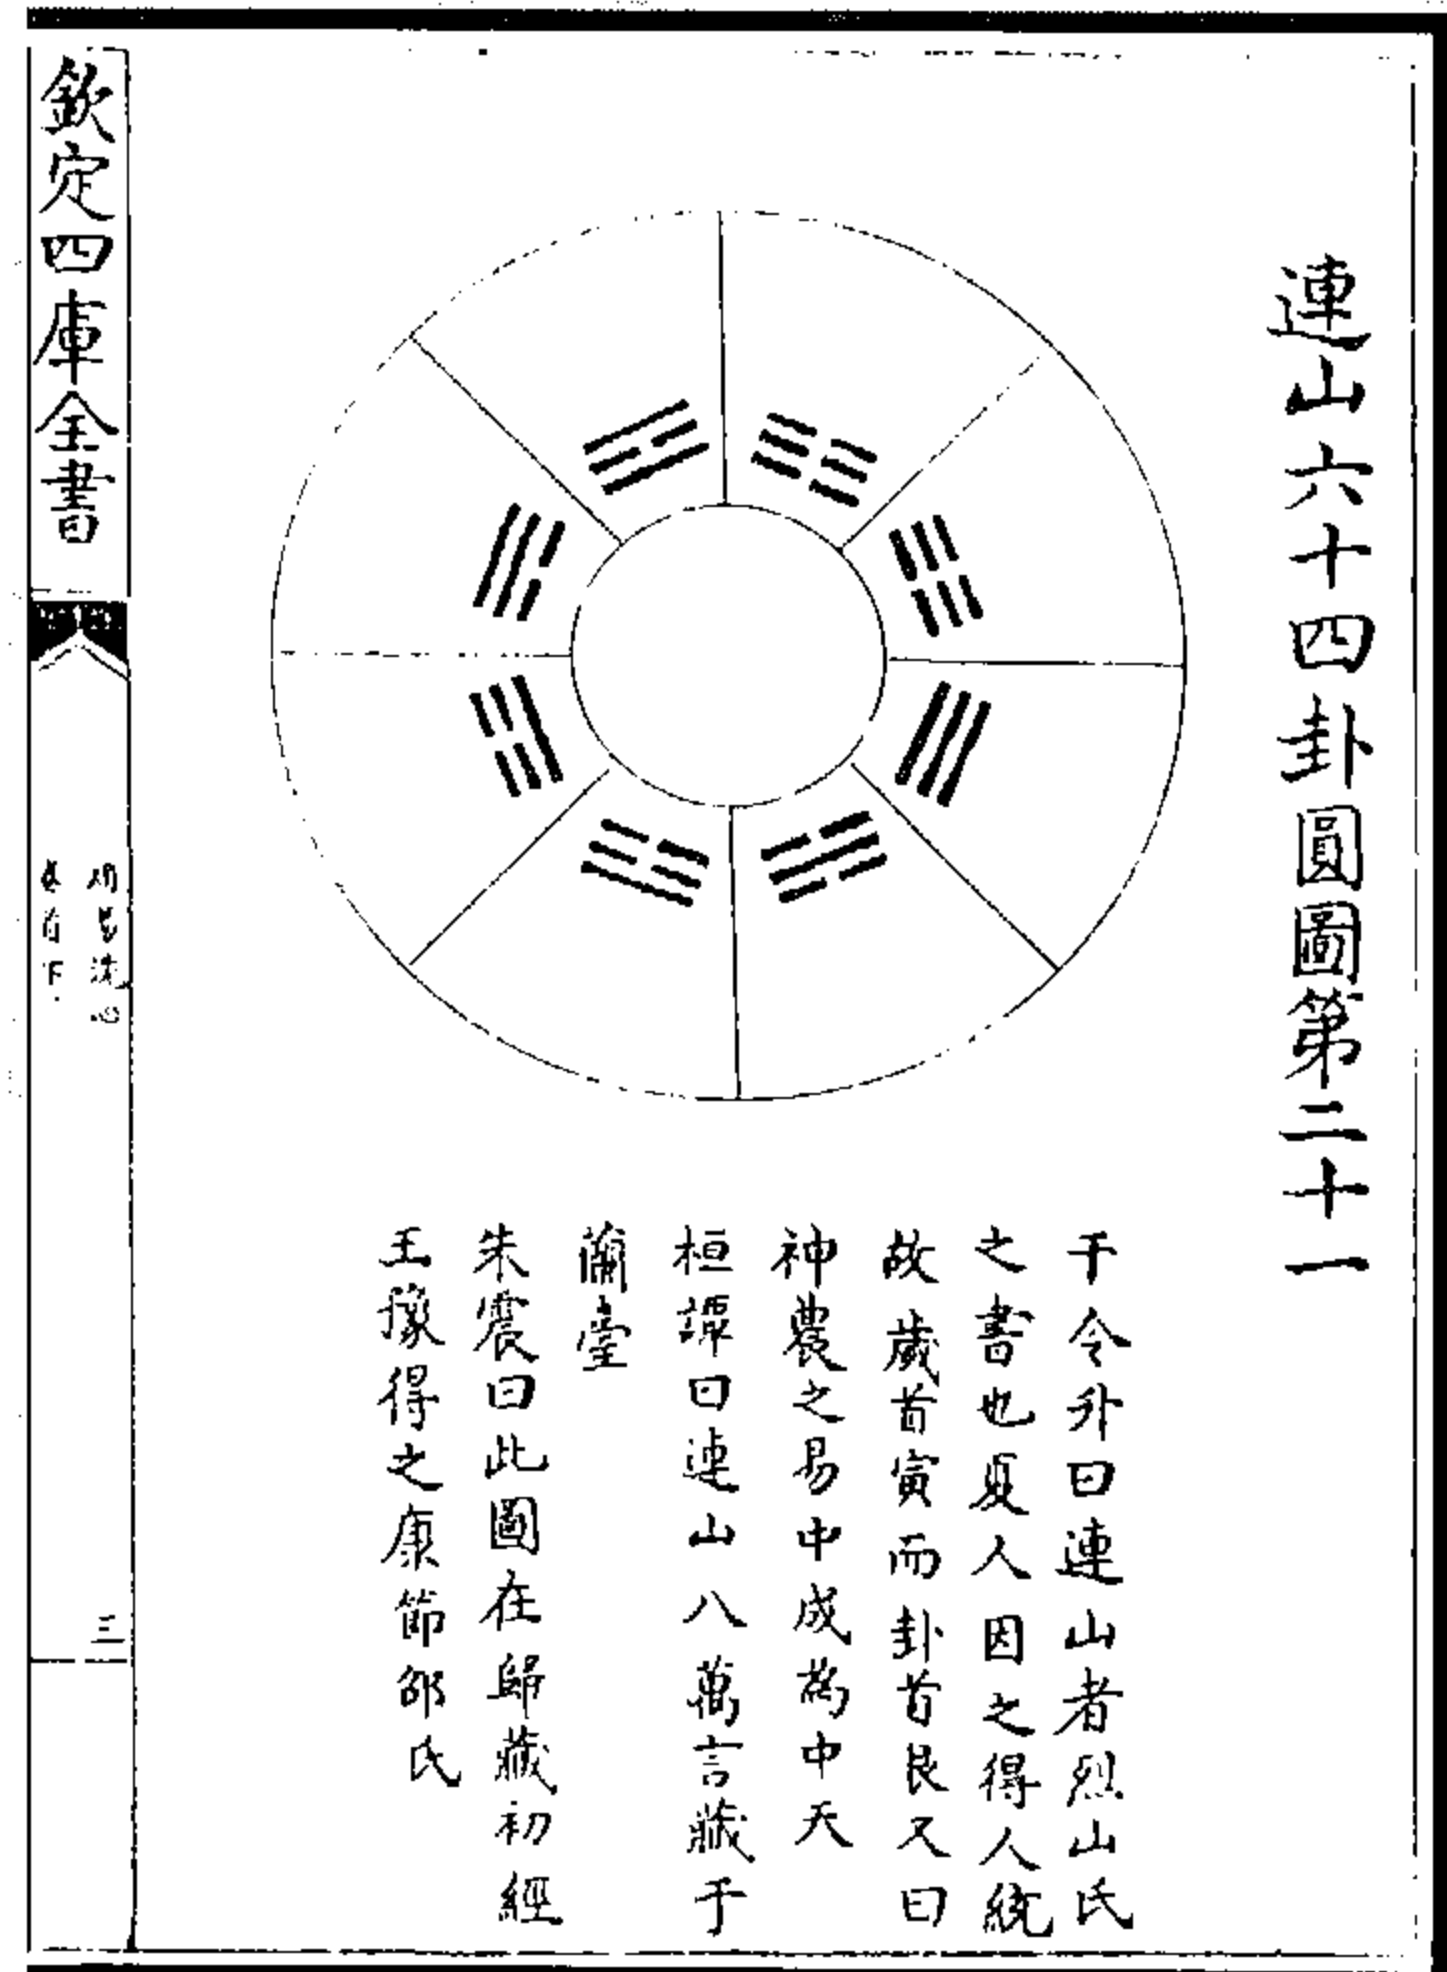 連山六十四卦圓圖第二十一
干令升曰連山者烈山氏
之書也夏人因之得人統
故歲首寅而卦首艮又曰
神農之易中成為中天
桓譚曰連山八萬言藏于
蘭臺
朱震曰此圖在歸藏初經
王豫得之康節邵氏
欽定四庫全書
卷首下
三